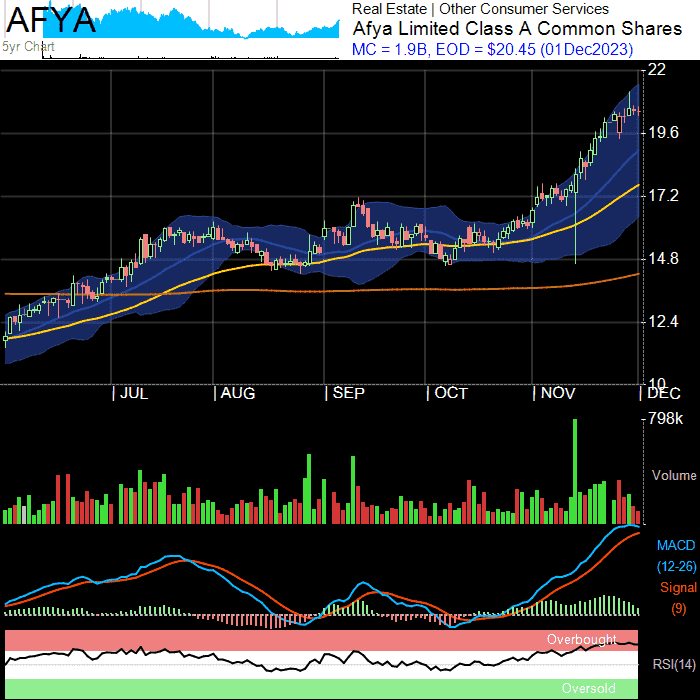 AFYA
5yr Chart
Real Estate | Other Consumer Services
Afya Limited Class A Common Shares
MC = 1.9B, EOD = $20.45 (01Dec2023)
22
19.6
17.2
14.8
12.4
10
| JUL | AUG | SEP | OCT | NOV | DEC
798k
Volume
MACD
(12-26)
Signal
(9)
Overbought
RSI(14)
Oversold